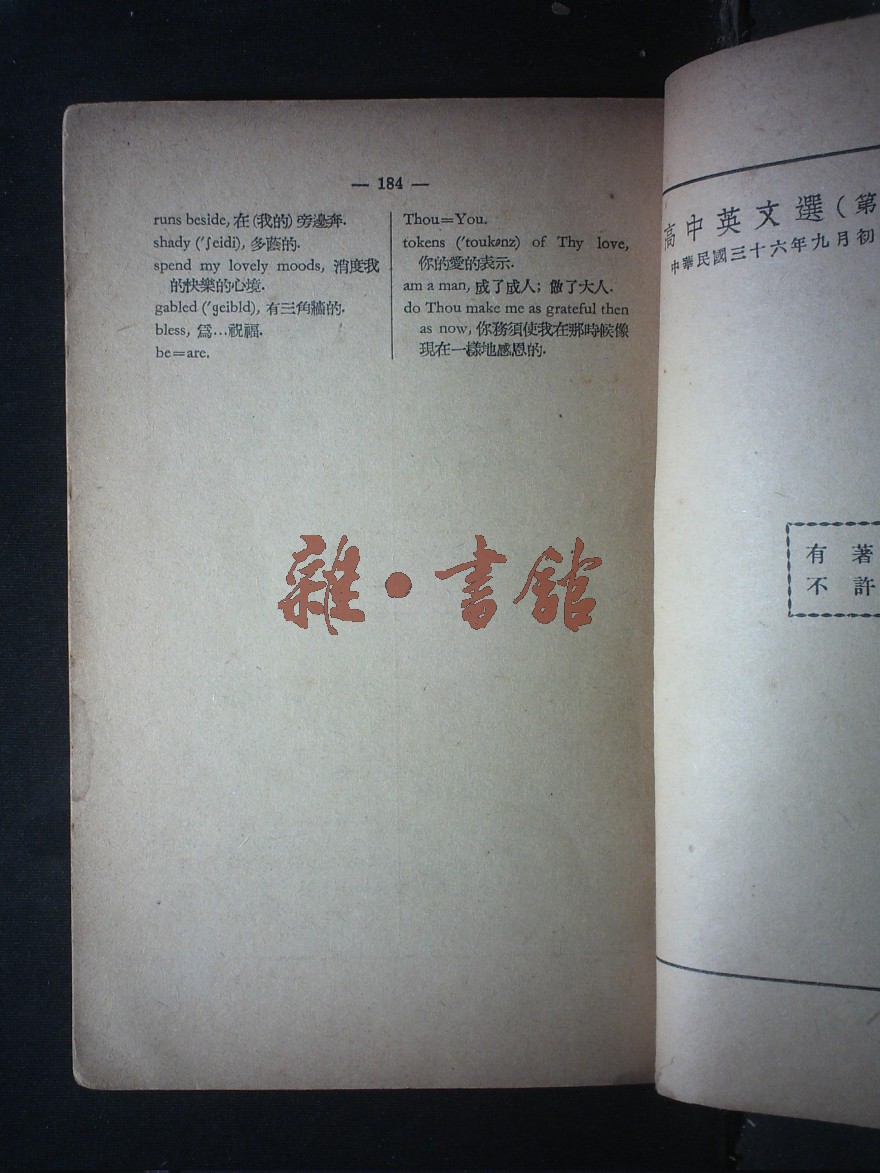 — 184 —
runs beside, 在(我的)旁邊奔.
shady ('ʃeidi), 多蔭的.
spend my lovely moods, 消度我
的快樂的心境.
gabled ('geibld), 有三角牆的.
bless, 爲…祝福.
be=are.
Thou=You.
tokens ('toukənz) of Thy love,
你的愛的表示.
am a man, 成了成人; 做了大人.
do Thou make me as grateful then
as now, 你務須使我在那時候像
現在一樣地感恩的.
雜•書館
高中英文選(第
中華民國三十六年九月初
有著
不許